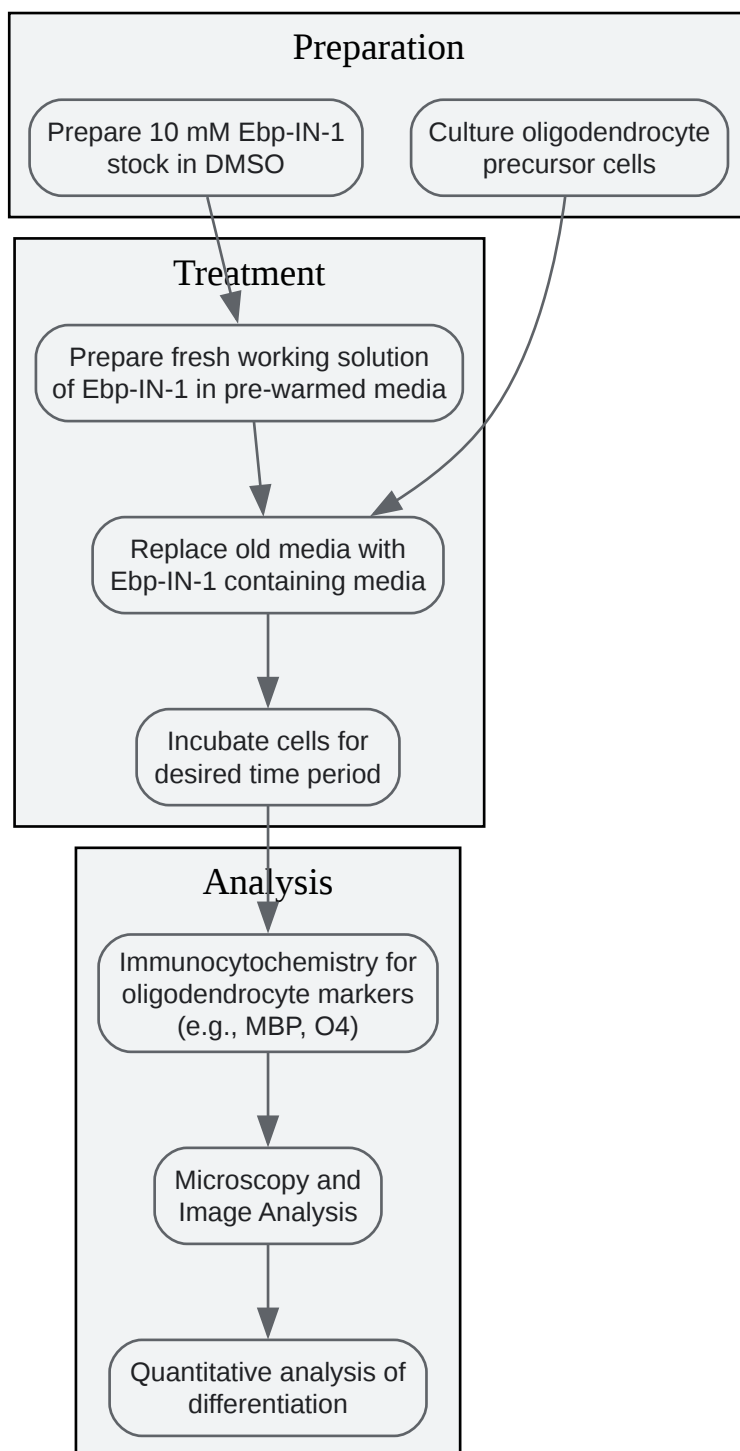 Preparation
Prepare 10 mM Ebp-IN-1
stock in DMSO
Culture oligodendrocyte
precursor cells
Treatment
Prepare fresh working solution
of Ebp-IN-1 in pre-warmed media
Replace old media with
Ebp-IN-1 containing media
Incubate cells for
desired time period
Analysis
Immunocytochemistry for
oligodendrocyte markers
(e.g., MBP, O4)
Microscopy and
Image Analysis
Quantitative analysis of
differentiation